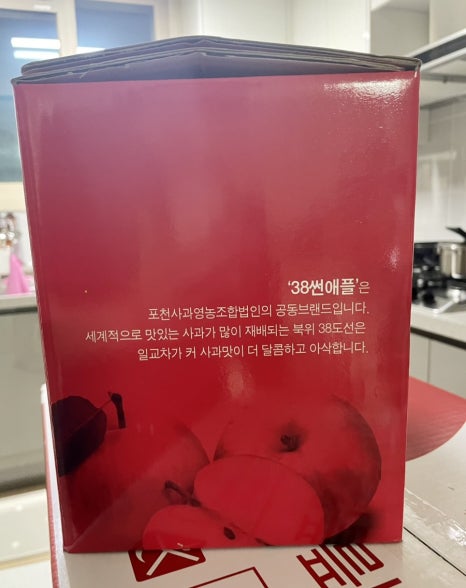 '38썬애플'은
포천사과영농조합법인의 공동브랜드입니다.
세계적으로 맛있는 사과가 많이 재배되는 북위 38도선은
일교차가 커 사과맛이 더 달콤하고 아삭합니다.